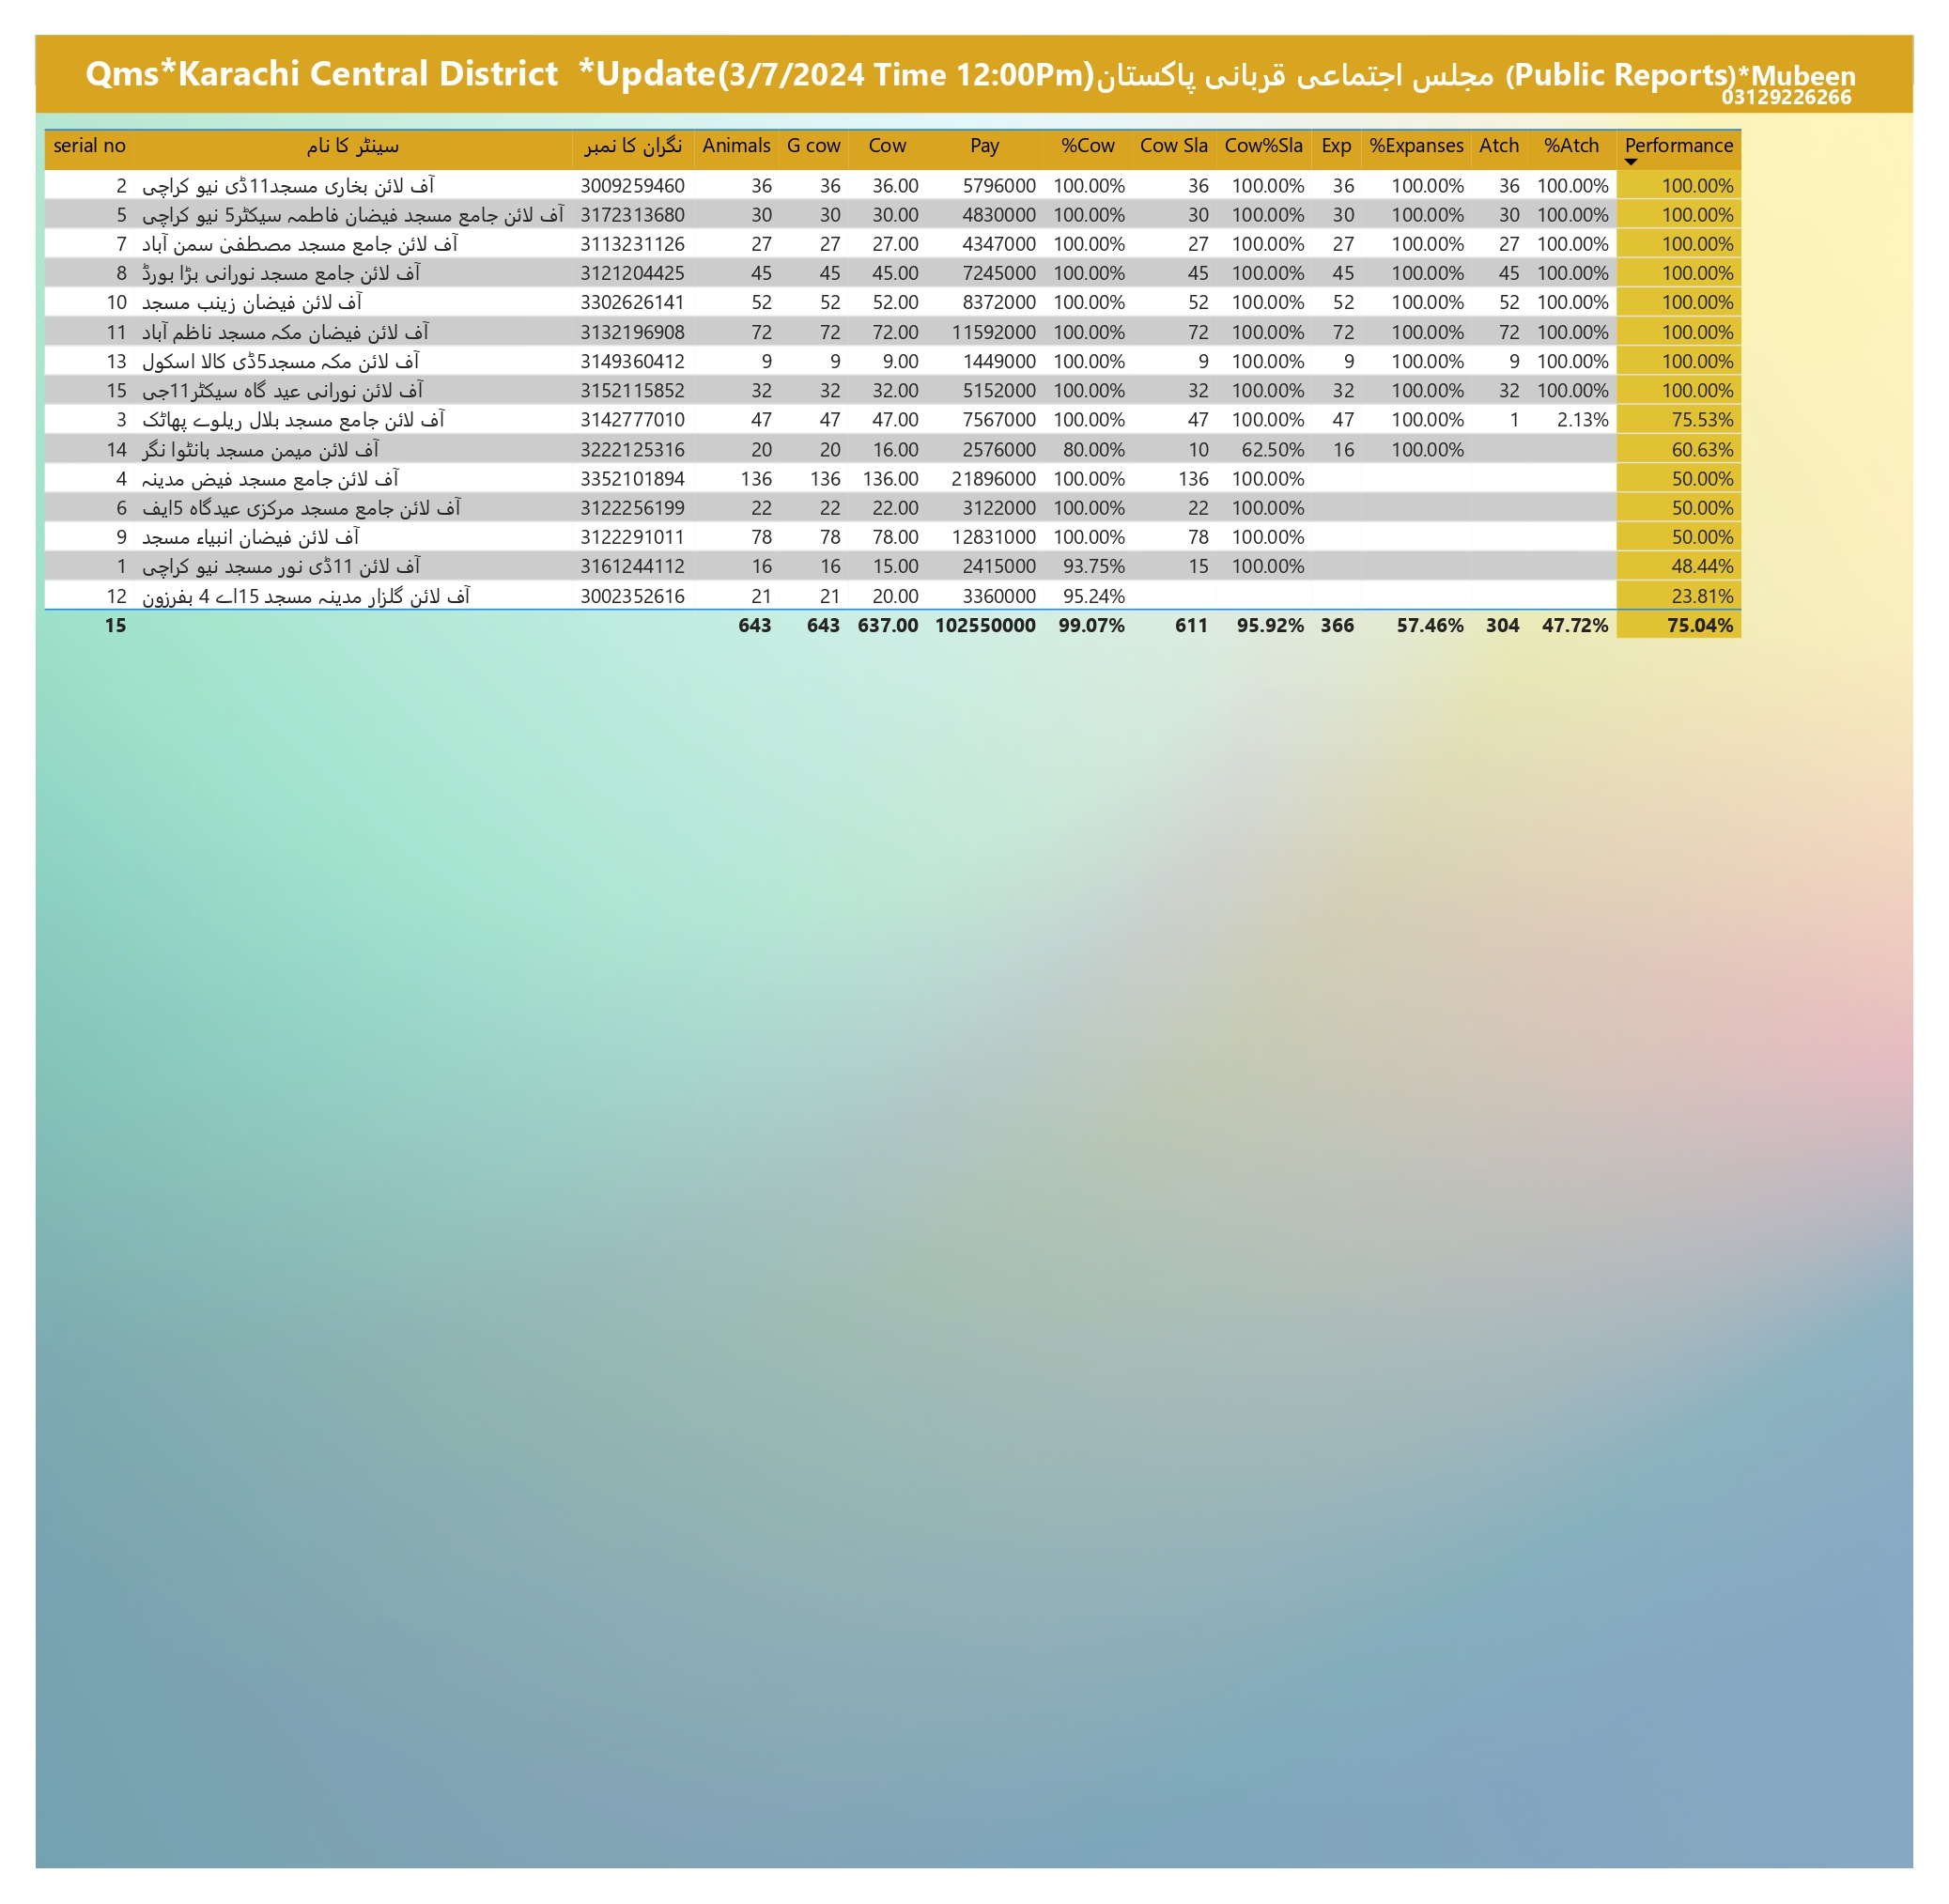 Qms*Karachi Central District *Update(3/7/2024 Time 12:00Pm)مجلس اجتماعی قربانی پاکستان (Public Reports)*Mubeen
03129226266
serial no سینٹر کا نام نگران کا نمبر Animals G cow Cow Pay %Cow Cow Sla Cow%Sla Exp %Expanses Atch %Atch Performance
2 آف لائن بخاری مسجد11ڈی نیو کراچی 3009259460 36 36 36.00 5796000 100.00% 36 100.00% 36 100.00% 36 100.00% 100.00%
5 آف لائن جامع مسجد فیضان فاطمہ سیکٹر5 نیو کراچی 3172313680 30 30 30.00 4830000 100.00% 30 100.00% 30 100.00% 30 100.00% 100.00%
7 آف لائن جامع مسجد مصطفیٰ سمن آباد 3113231126 27 27 27.00 4347000 100.00% 27 100.00% 27 100.00% 27 100.00% 100.00%
8 آف لائن جامع مسجد نورانی بڑا بورڈ 3121204425 45 45 45.00 7245000 100.00% 45 100.00% 45 100.00% 45 100.00% 100.00%
10 آف لائن فیضان زینب مسجد 3302626141 52 52 52.00 8372000 100.00% 52 100.00% 52 100.00% 52 100.00% 100.00%
11 آف لائن فیضان مکہ مسجد ناظم آباد 3132196908 72 72 72.00 11592000 100.00% 72 100.00% 72 100.00% 72 100.00% 100.00%
13 آف لائن مکہ مسجد5ڈی کالا اسکول 3149360412 9 9 9.00 1449000 100.00% 9 100.00% 9 100.00% 9 100.00% 100.00%
15 آف لائن نورانی عید گاہ سیکٹر11جی 3152115852 32 32 32.00 5152000 100.00% 32 100.00% 32 100.00% 32 100.00% 100.00%
3 آف لائن جامع مسجد بلال ریلوے پھاٹک 3142777010 47 47 47.00 7567000 100.00% 47 100.00% 47 100.00% 1 2.13% 75.53%
14 آف لائن میمن مسجد بانٹوا نگر 3222125316 20 20 16.00 2576000 80.00% 10 62.50% 16 100.00% 60.63%
4 آف لائن جامع مسجد فیض مدینہ 3352101894 136 136 136.00 21896000 100.00% 136 100.00% 50.00%
6 آف لائن جامع مسجد مرکزی عیدگاہ 5ایف 3122256199 22 22 22.00 3122000 100.00% 22 100.00% 50.00%
9 آف لائن فیضان انبیاء مسجد 3122291011 78 78 78.00 12831000 100.00% 78 100.00% 50.00%
1 آف لائن 11ڈی نور مسجد نیو کراچی 3161244112 16 16 15.00 2415000 93.75% 15 100.00% 48.44%
12 آف لائن گلزار مدینہ مسجد 15اے 4 بفرزون 3002352616 21 21 20.00 3360000 95.24% 23.81%
15 643 643 637.00 102550000 99.07% 611 95.92% 366 57.46% 304 47.72% 75.04%